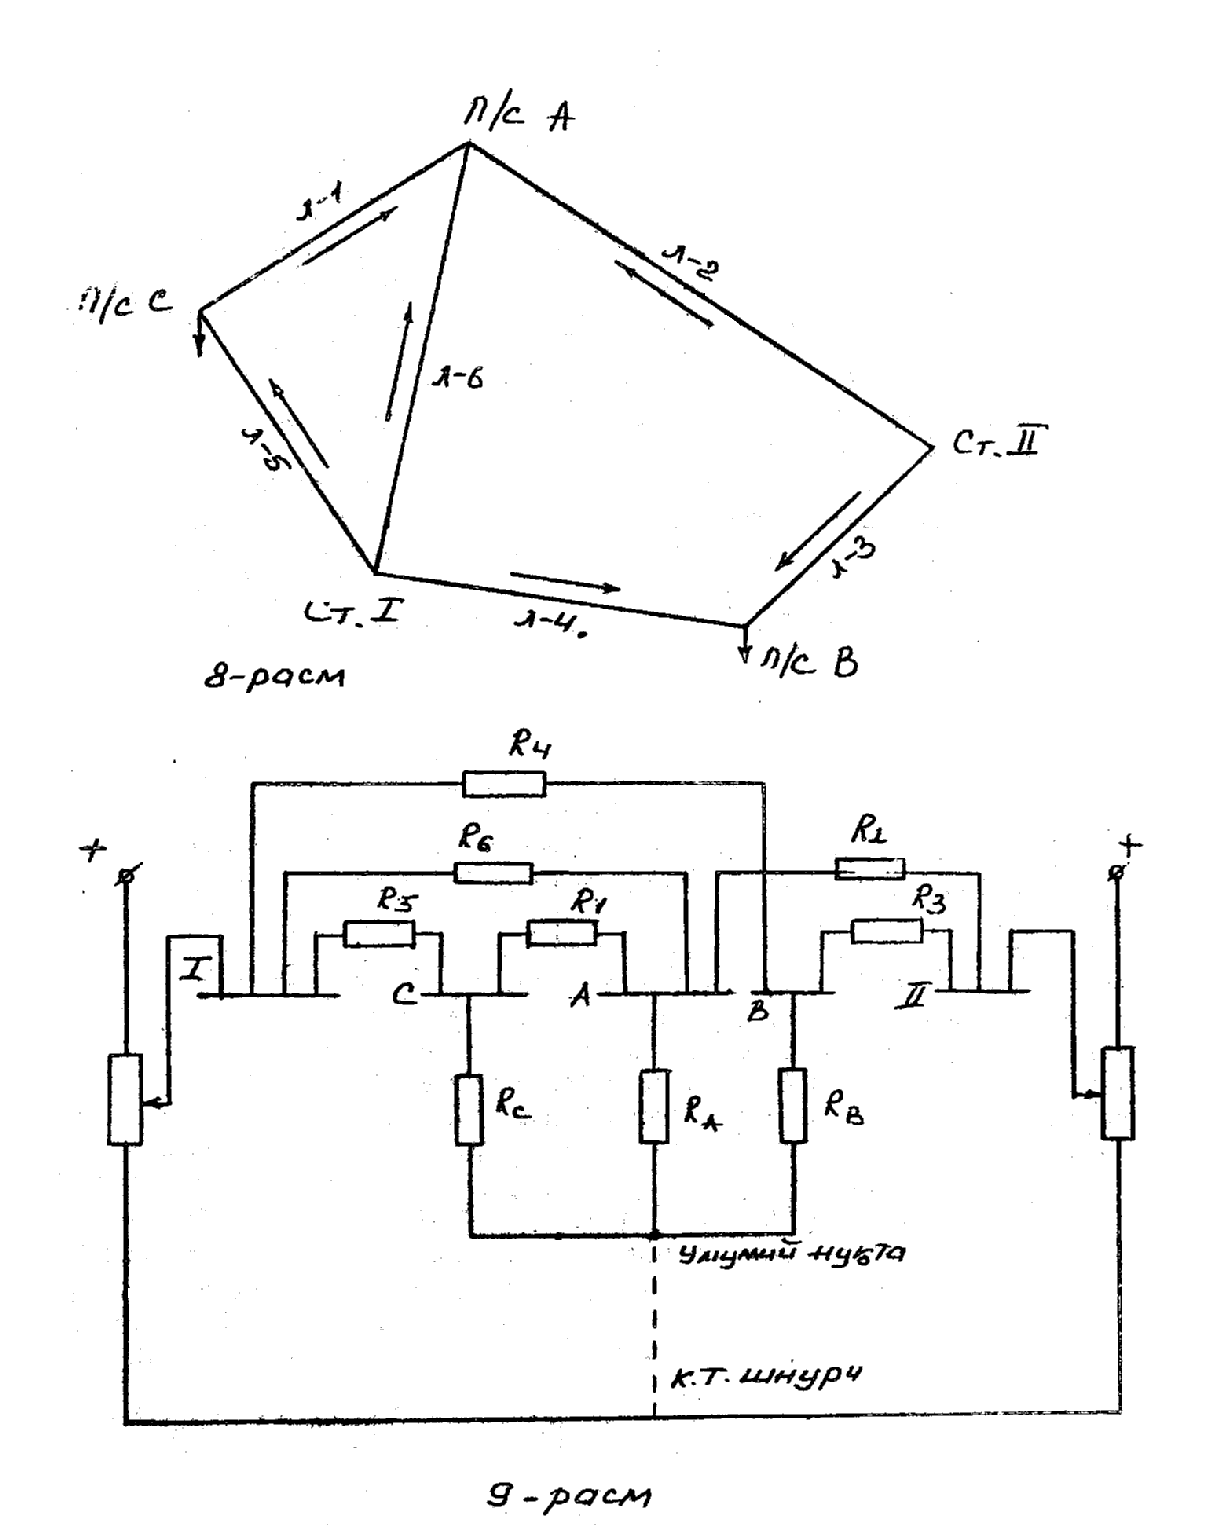 П/С А
Л-1
Л-2
П/С С
Л-6
Л-5
Ст. II
Л-3
Ст. I
Л-4.
П/С В
8-расм
R4
R6
R2
+
+
R5
R1
R3
I
С
А
В
II
RC
RA
RB
Умумий нуқта
К.Т. шнури
9-расм